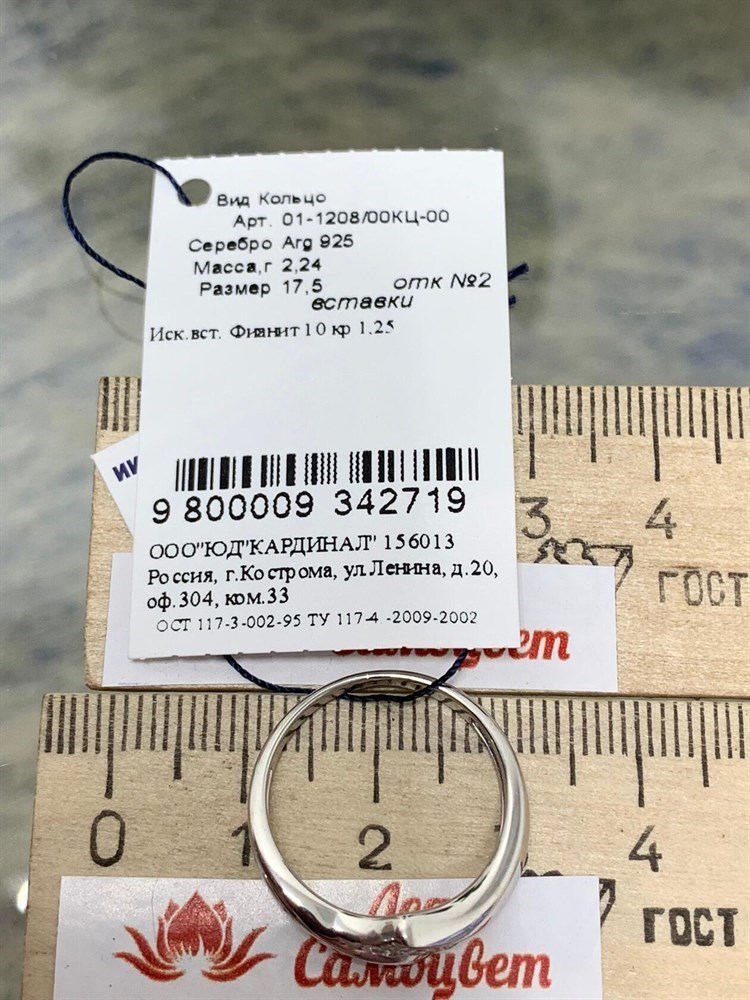 Вид Кольцо
Арт. 01-1208/00КЦ-00
Серебро Arg 925
Масса,г 2,24
Размер 17,5 отк №2
вставки
Иск.вст. Фианит 10 кр 1,25
9 800009 342719
ООО"ЮД"КАРДИНАЛ" 156013
Россия, г.Кострома, ул.Ленина, д.20,
оф.304, ком.33
ОСТ 117-3-002-95 ТУ 117-4 -2009-2002
3 4
ГОСТ
0 1 2 4
ГОСТ
Самоцвет